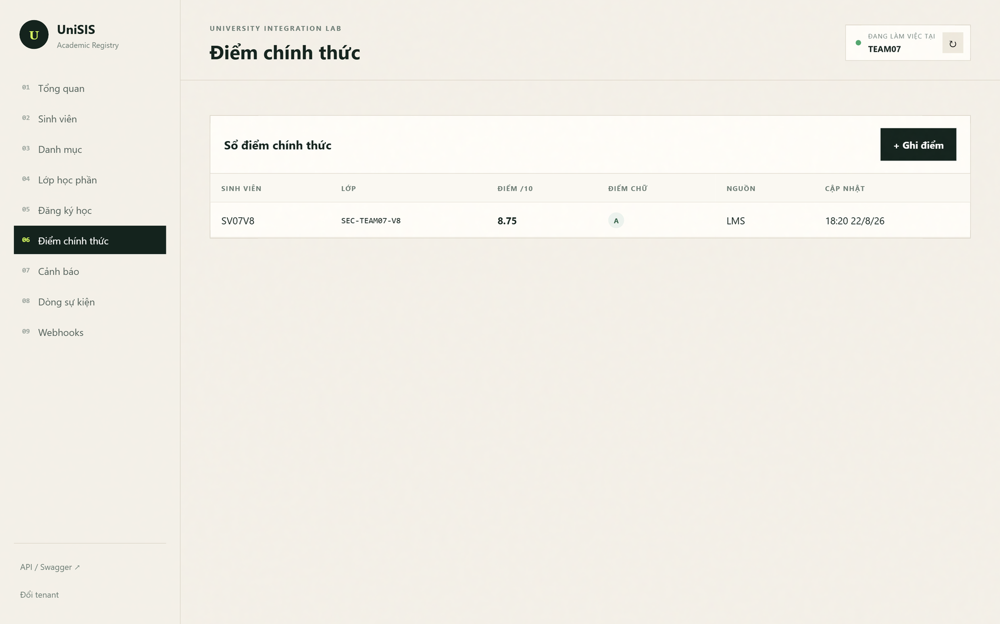 U
UniSIS
Academic Registry
01 Tổng quan
02 Sinh viên
03 Danh mục
04 Lớp học phần
05 Đăng ký học
06 Điểm chính thức
07 Cảnh báo
08 Dòng sự kiện
09 Webhooks
API / Swagger ↗
Đổi tenant
UNIVERSITY INTEGRATION LAB
Điểm chính thức
ĐANG LÀM VIỆC TẠI
TEAM07
↻
Sổ điểm chính thức
+ Ghi điểm
SINH VIÊN LỚP ĐIỂM /10 ĐIỂM CHỮ NGUỒN CẬP NHẬT
SV07V8 SEC-TEAM07-V8 8.75 A LMS 18:20 22/8/26